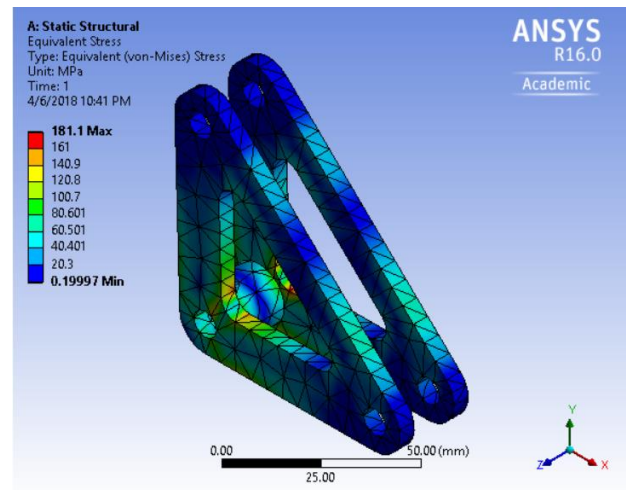 A: Static Structural
Equivalent Stress
Type: Equivalent (von-Mises) Stress
Unit: MPa
Time: 1
4/6/2018 10:41 PM
181.1 Max
161
140.9
120.8
100.7
80.601
60.501
40.401
20.3
0.19997 Min
ANSYS
R16.0
Academic
0.00 50.00 (mm)
25.00
Y
Z X